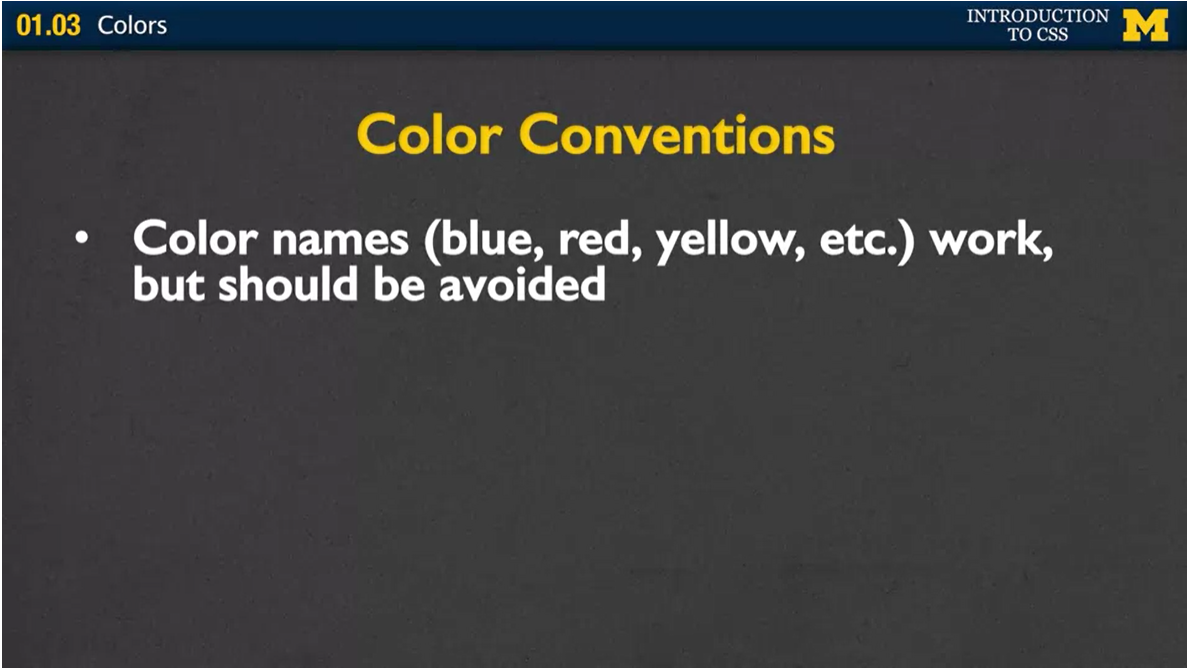 01.03 Colors
INTRODUCTION
TO CSS
M
Color Conventions
• Color names (blue, red, yellow, etc.) work,
but should be avoided